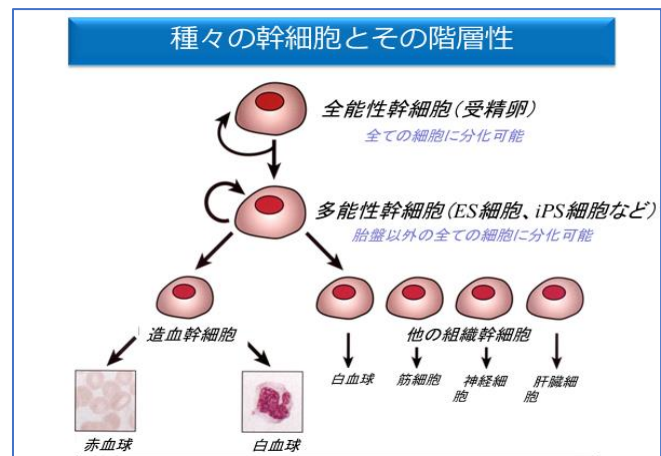 種々の幹細胞とその階層性
全能性幹細胞(受精卵)
全ての細胞に分化可能
多能性幹細胞(ES細胞、iPS細胞など)
胎盤以外の全ての細胞に分化可能
造血幹細胞
他の組織幹細胞
白血球
筋細胞
神経細
胞
肝臓細
胞
赤血球
白血球